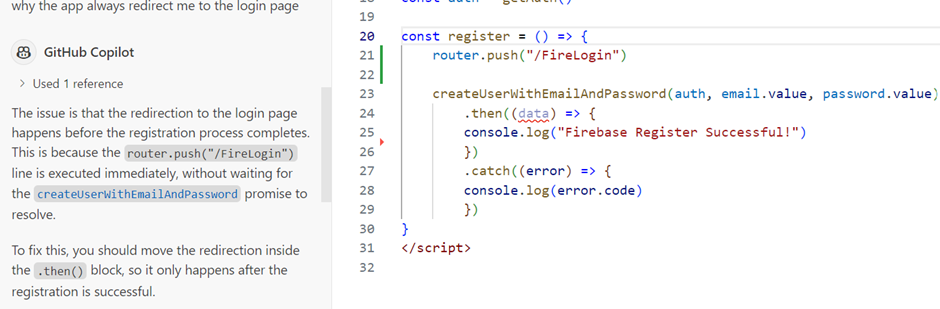 why the app always redirect me to the login page
GitHub Copilot
> Used 1 reference
The issue is that the redirection to the login page
happens before the registration process completes.
This is because the router.push("/FireLogin")
line is executed immediately, without waiting for
the createUserWithEmailAndPassword promise to
resolve.
To fix this, you should move the redirection inside
the .then() block, so it only happens after the
registration is successful.
19
20 const register = () => {
21 router.push("/FireLogin")
22
23 createUserWithEmailAndPassword(auth, email.value, password.value)
24 .then((data) => {
25 console.log("Firebase Register Successful!")
26 })
27 .catch((error) => {
28 console.log(error.code)
29 })
30 }
31 </script>
32